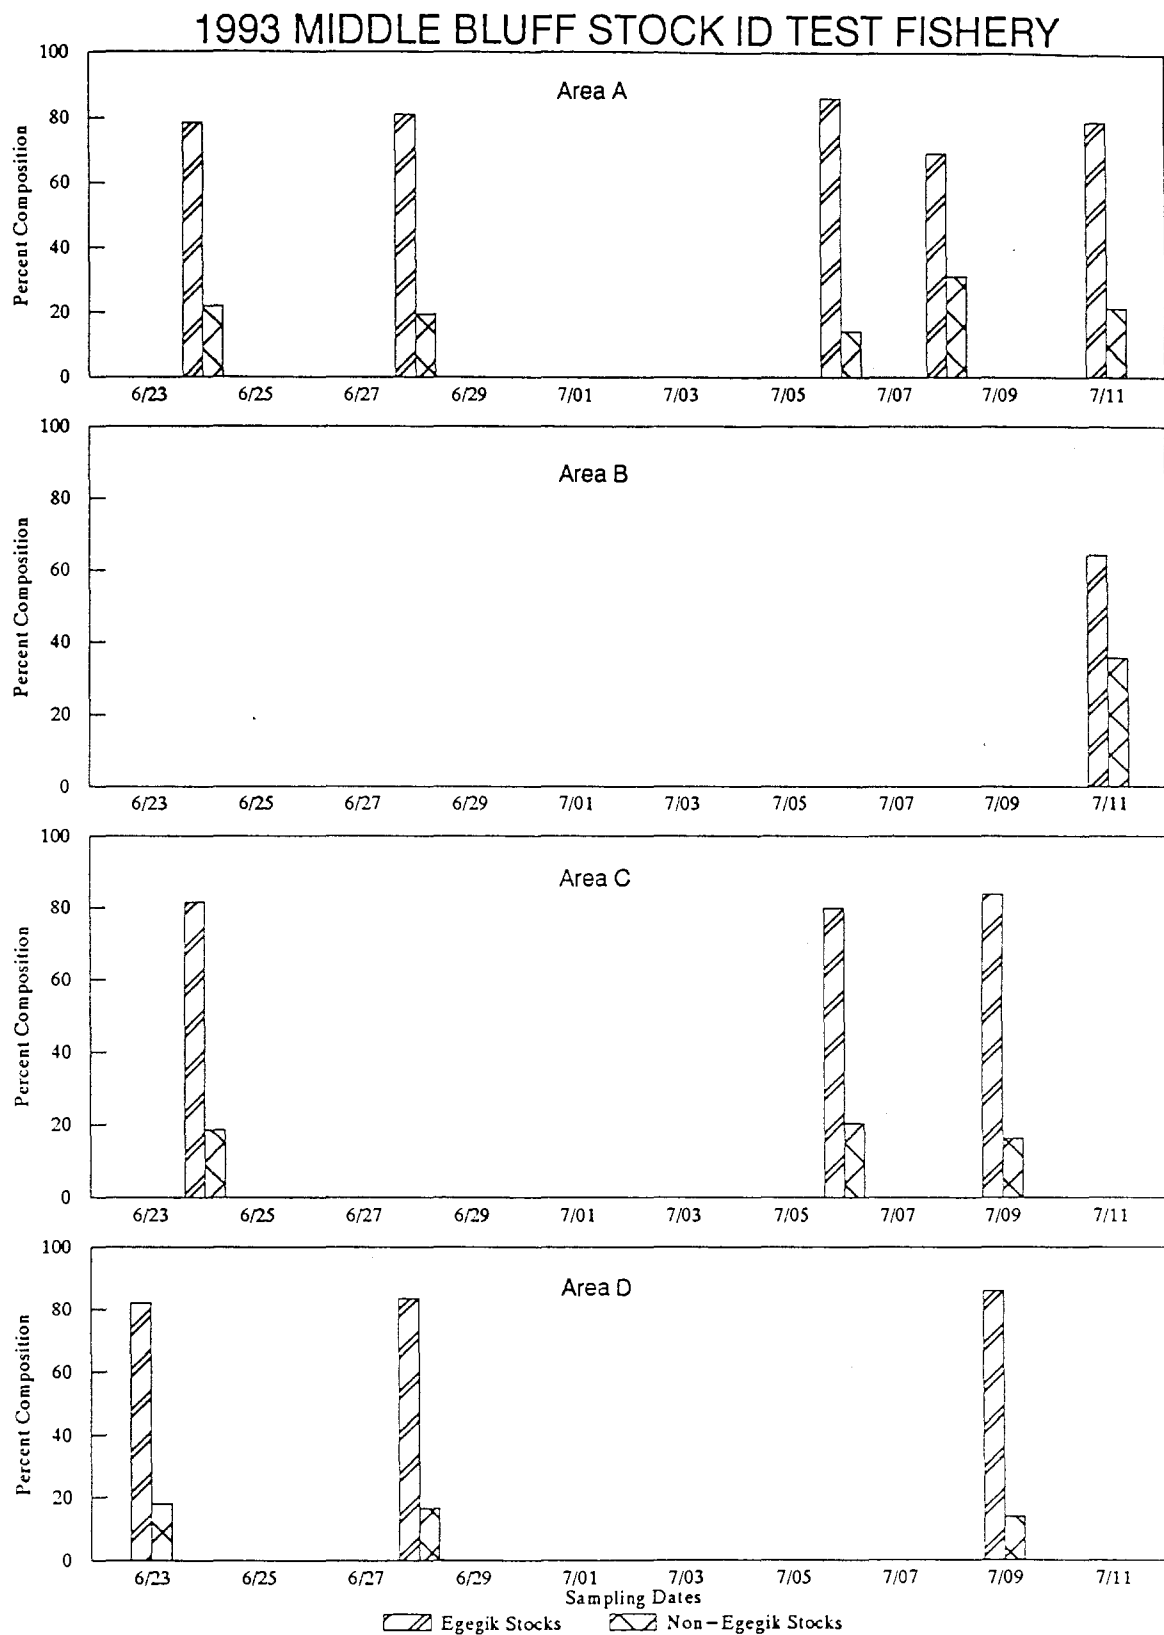 1993 MIDDLE BLUFF STOCK ID TEST FISHERY
Area A
Percent Composition
100
80
60
40
20
0
6/23 6/25 6/27 6/29 7/01 7/03 7/05 7/07 7/09 7/11
Area B
Percent Composition
100
80
60
40
20
0
6/23 6/25 6/27 6/29 7/01 7/03 7/05 7/07 7/09 7/11
Area C
Percent Composition
100
80
60
40
20
0
6/23 6/25 6/27 6/29 7/01 7/03 7/05 7/07 7/09 7/11
Area D
Percent Composition
100
80
60
40
20
0
6/23 6/25 6/27 6/29 7/01 7/03 7/05 7/07 7/09 7/11
Sampling Dates
Egegik Stocks Non-Egegik Stocks